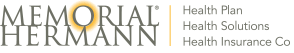 MEMORIAL®
HERMANN
Health Plan
Health Solutions
Health Insurance Co